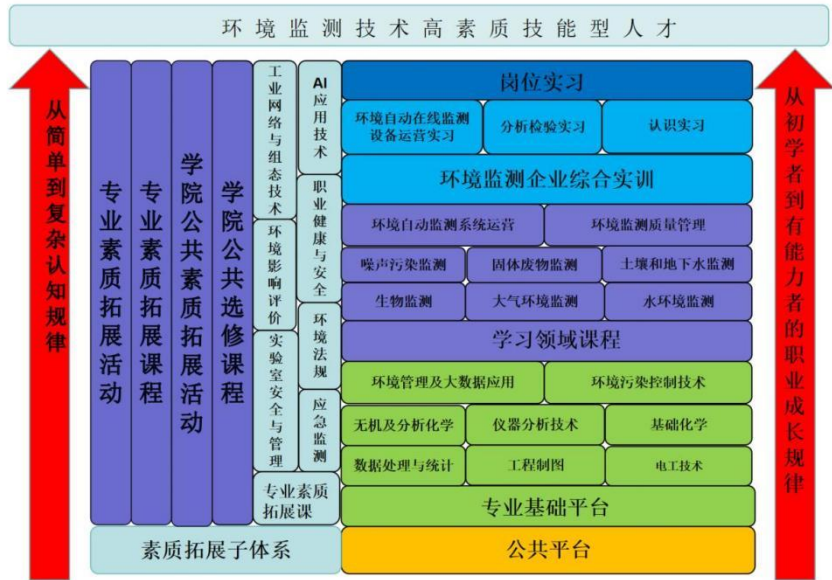 环境监测技术高素质技能型人才
从简单到复杂认知规律
专业素质拓展活动
专业素质拓展课程
学院公共素质拓展活动
学院公共选修课程
工业网络与组态技术
环境影响评价
实验室安全与管理
AI应用技术
职业健康与安全
环境法规
应急监测
专业素质
拓展课
素质拓展子体系
岗位实习
环境自动在线监测
设备运营实习
分析检验实习
认识实习
环境监测企业综合实训
环境自动监测系统运营
环境监测质量管理
噪声污染监测
固体废物监测
土壤和地下水监测
生物监测
大气环境监测
水环境监测
学习领域课程
环境管理及大数据应用
环境污染控制技术
无机及分析化学
仪器分析技术
基础化学
数据处理与统计
工程制图
电工技术
专业基础平台
公共平台
从初学者到有能力者的职业成长规律